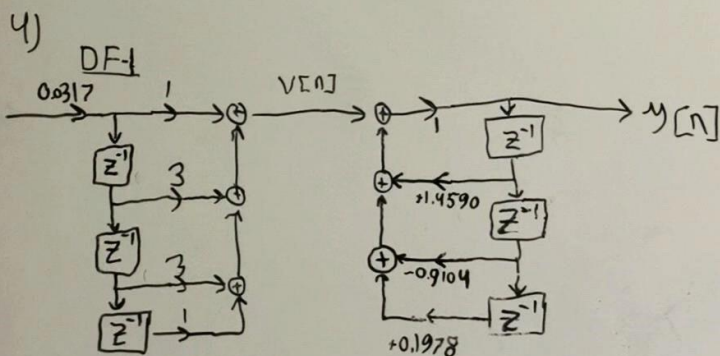 4)
DF-1
0.0317 1 V[n] 1 y[n]
z⁻¹ z⁻¹
3 +1.4590
z⁻¹ z⁻¹
3 -0.9104
z⁻¹ 1 z⁻¹
+0.1978